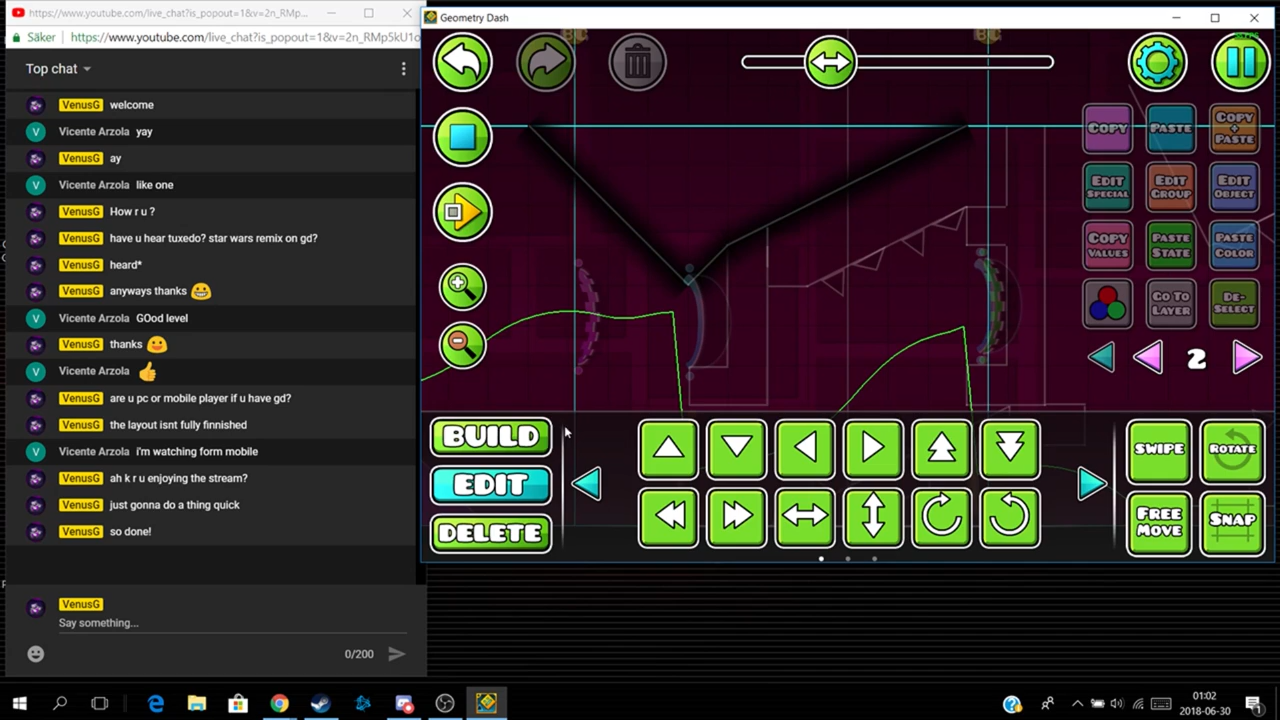 https://www.youtube.com/live_chat?is_popout=1&v=2n_RMp...
Säker https://www.youtube.com/live_chat?is_popout=1&v=2n_RMp5kU1o
Top chat
VenusG welcome
V Vicente Arzola yay
VenusG ay
V Vicente Arzola like one
VenusG How r u ?
VenusG have u hear tuxedo? star wars remix on gd?
VenusG heard*
VenusG anyways thanks
V Vicente Arzola GOod level
VenusG thanks
V Vicente Arzola
VenusG are u pc or mobile player if u have gd?
VenusG the layout isnt fully finnished
V Vicente Arzola i'm watching form mobile
VenusG ah k r u enjoying the stream?
VenusG just gonna do a thing quick
VenusG so done!
VenusG
Say something...
0/200
Geometry Dash
BG
BG
COPY PASTE COPY + PASTE
EDIT SPECIAL EDIT GROUP EDIT OBJECT
COPY VALUES PASTE STATE PASTE COLOR
GO TO LAYER DE-SELECT
2
BUILD
EDIT
DELETE
SWIPE ROTATE
FREE MOVE SNAP
01:02
2018-06-30
1